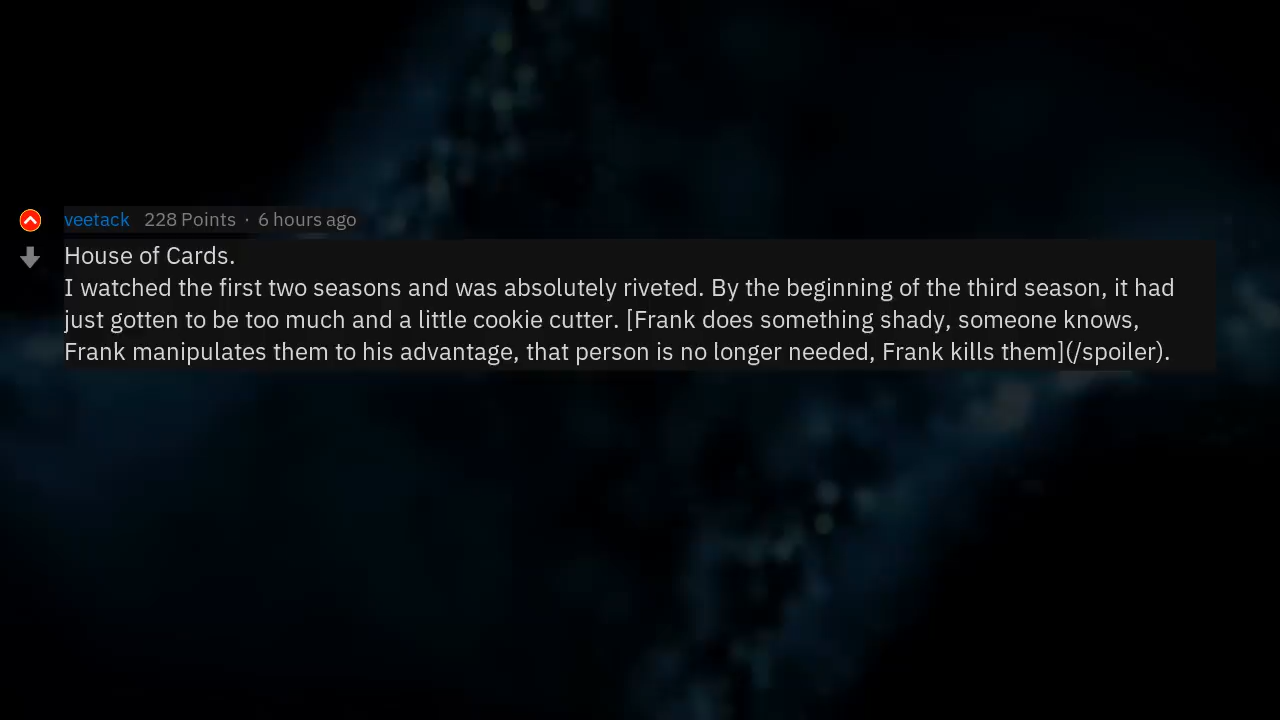 veetack 228 Points · 6 hours ago
House of Cards.
I watched the first two seasons and was absolutely riveted. By the beginning of the third season, it had
just gotten to be too much and a little cookie cutter. [Frank does something shady, someone knows,
Frank manipulates them to his advantage, that person is no longer needed, Frank kills them](/spoiler).